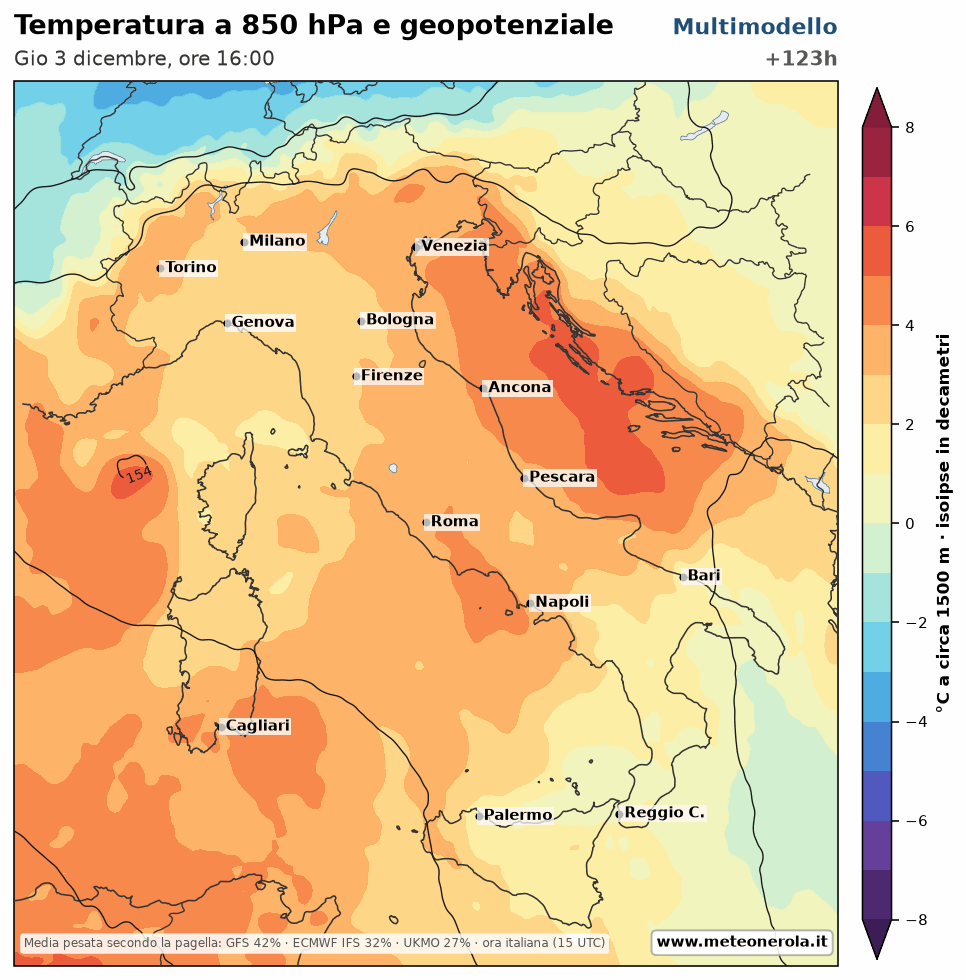 Temperatura a 850 hPa e geopotenziale
Multimodello
Gio 3 dicembre, ore 16:00
+123h
Milano
Venezia
Torino
Genova
Bologna
Firenze
Ancona
154
Pescara
Roma
Bari
Napoli
Cagliari
Palermo
Reggio C.
8
6
4
2
0
−2
−4
−6
−8
°C a circa 1500 m · isoipse in decametri
Media pesata secondo la pagella: GFS 42% · ECMWF IFS 32% · UKMO 27% · ora italiana (15 UTC)
www.meteonerola.it